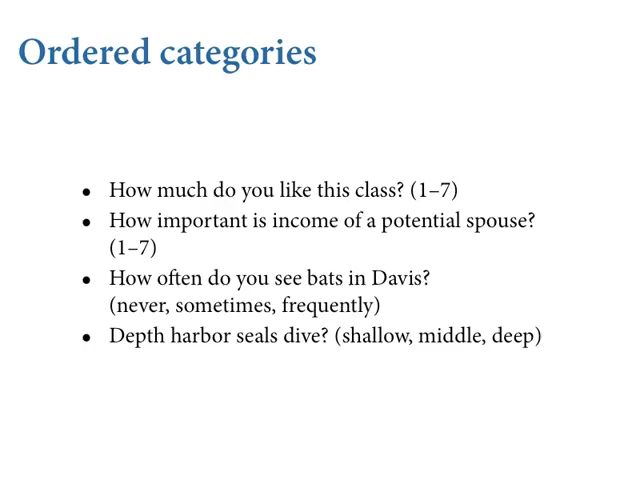 Ordered categories
• How much do you like this class? (1–7)
• How important is income of a potential spouse?
(1–7)
• How often do you see bats in Davis?
(never, sometimes, frequently)
• Depth harbor seals dive? (shallow, middle, deep)